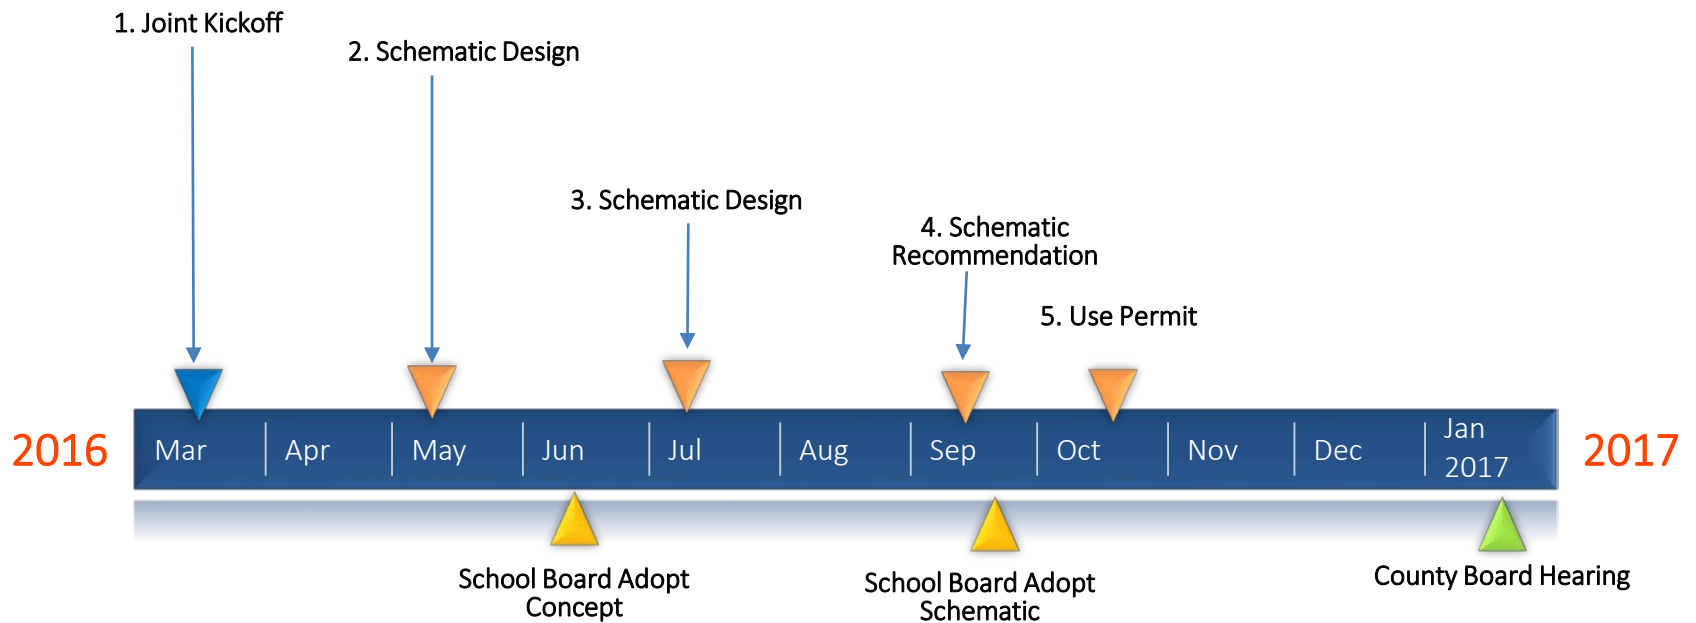 1. Joint Kickoff
2. Schematic Design
3. Schematic Design
4. Schematic
Recommendation
5. Use Permit
2016
Mar
Apr
May
Jun
Jul
Aug
Sep
Oct
Nov
Dec
Jan
2017
2017
School Board Adopt
Concept
School Board Adopt
Schematic
County Board Hearing